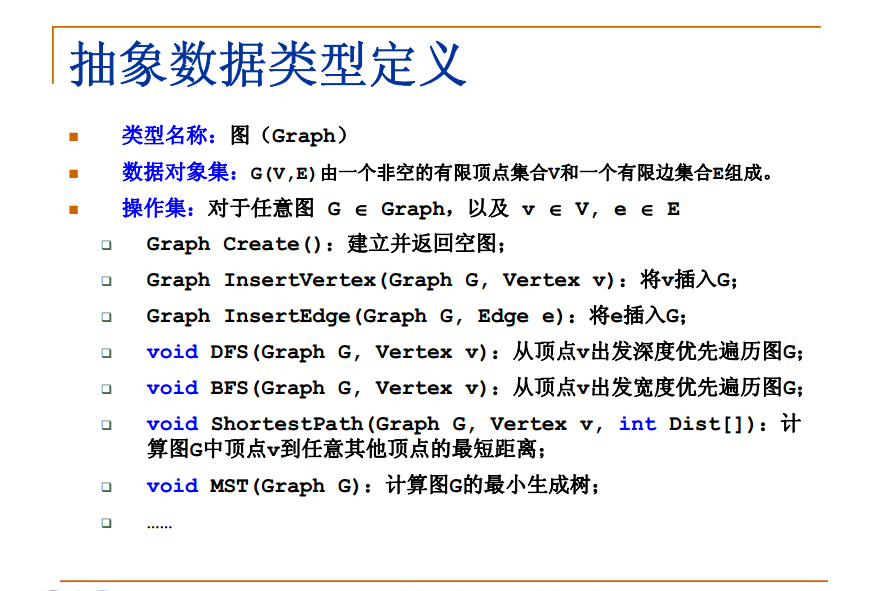 抽象数据类型定义
类型名称：图（Graph）
数据对象集：G(V,E)由一个非空的有限顶点集合V和一个有限边集合E组成。
操作集：对于任意图 G ∈ Graph，以及 v ∈ V, e ∈ E
Graph Create()：建立并返回空图；
Graph InsertVertex(Graph G, Vertex v)：将v插入G；
Graph InsertEdge(Graph G, Edge e)：将e插入G；
void DFS(Graph G, Vertex v)：从顶点v出发深度优先遍历图G；
void BFS(Graph G, Vertex v)：从顶点v出发宽度优先遍历图G；
void ShortestPath(Graph G, Vertex v, int Dist[])：计
算图G中顶点v到任意其他顶点的最短距离；
void MST(Graph G)：计算图G的最小生成树；
……